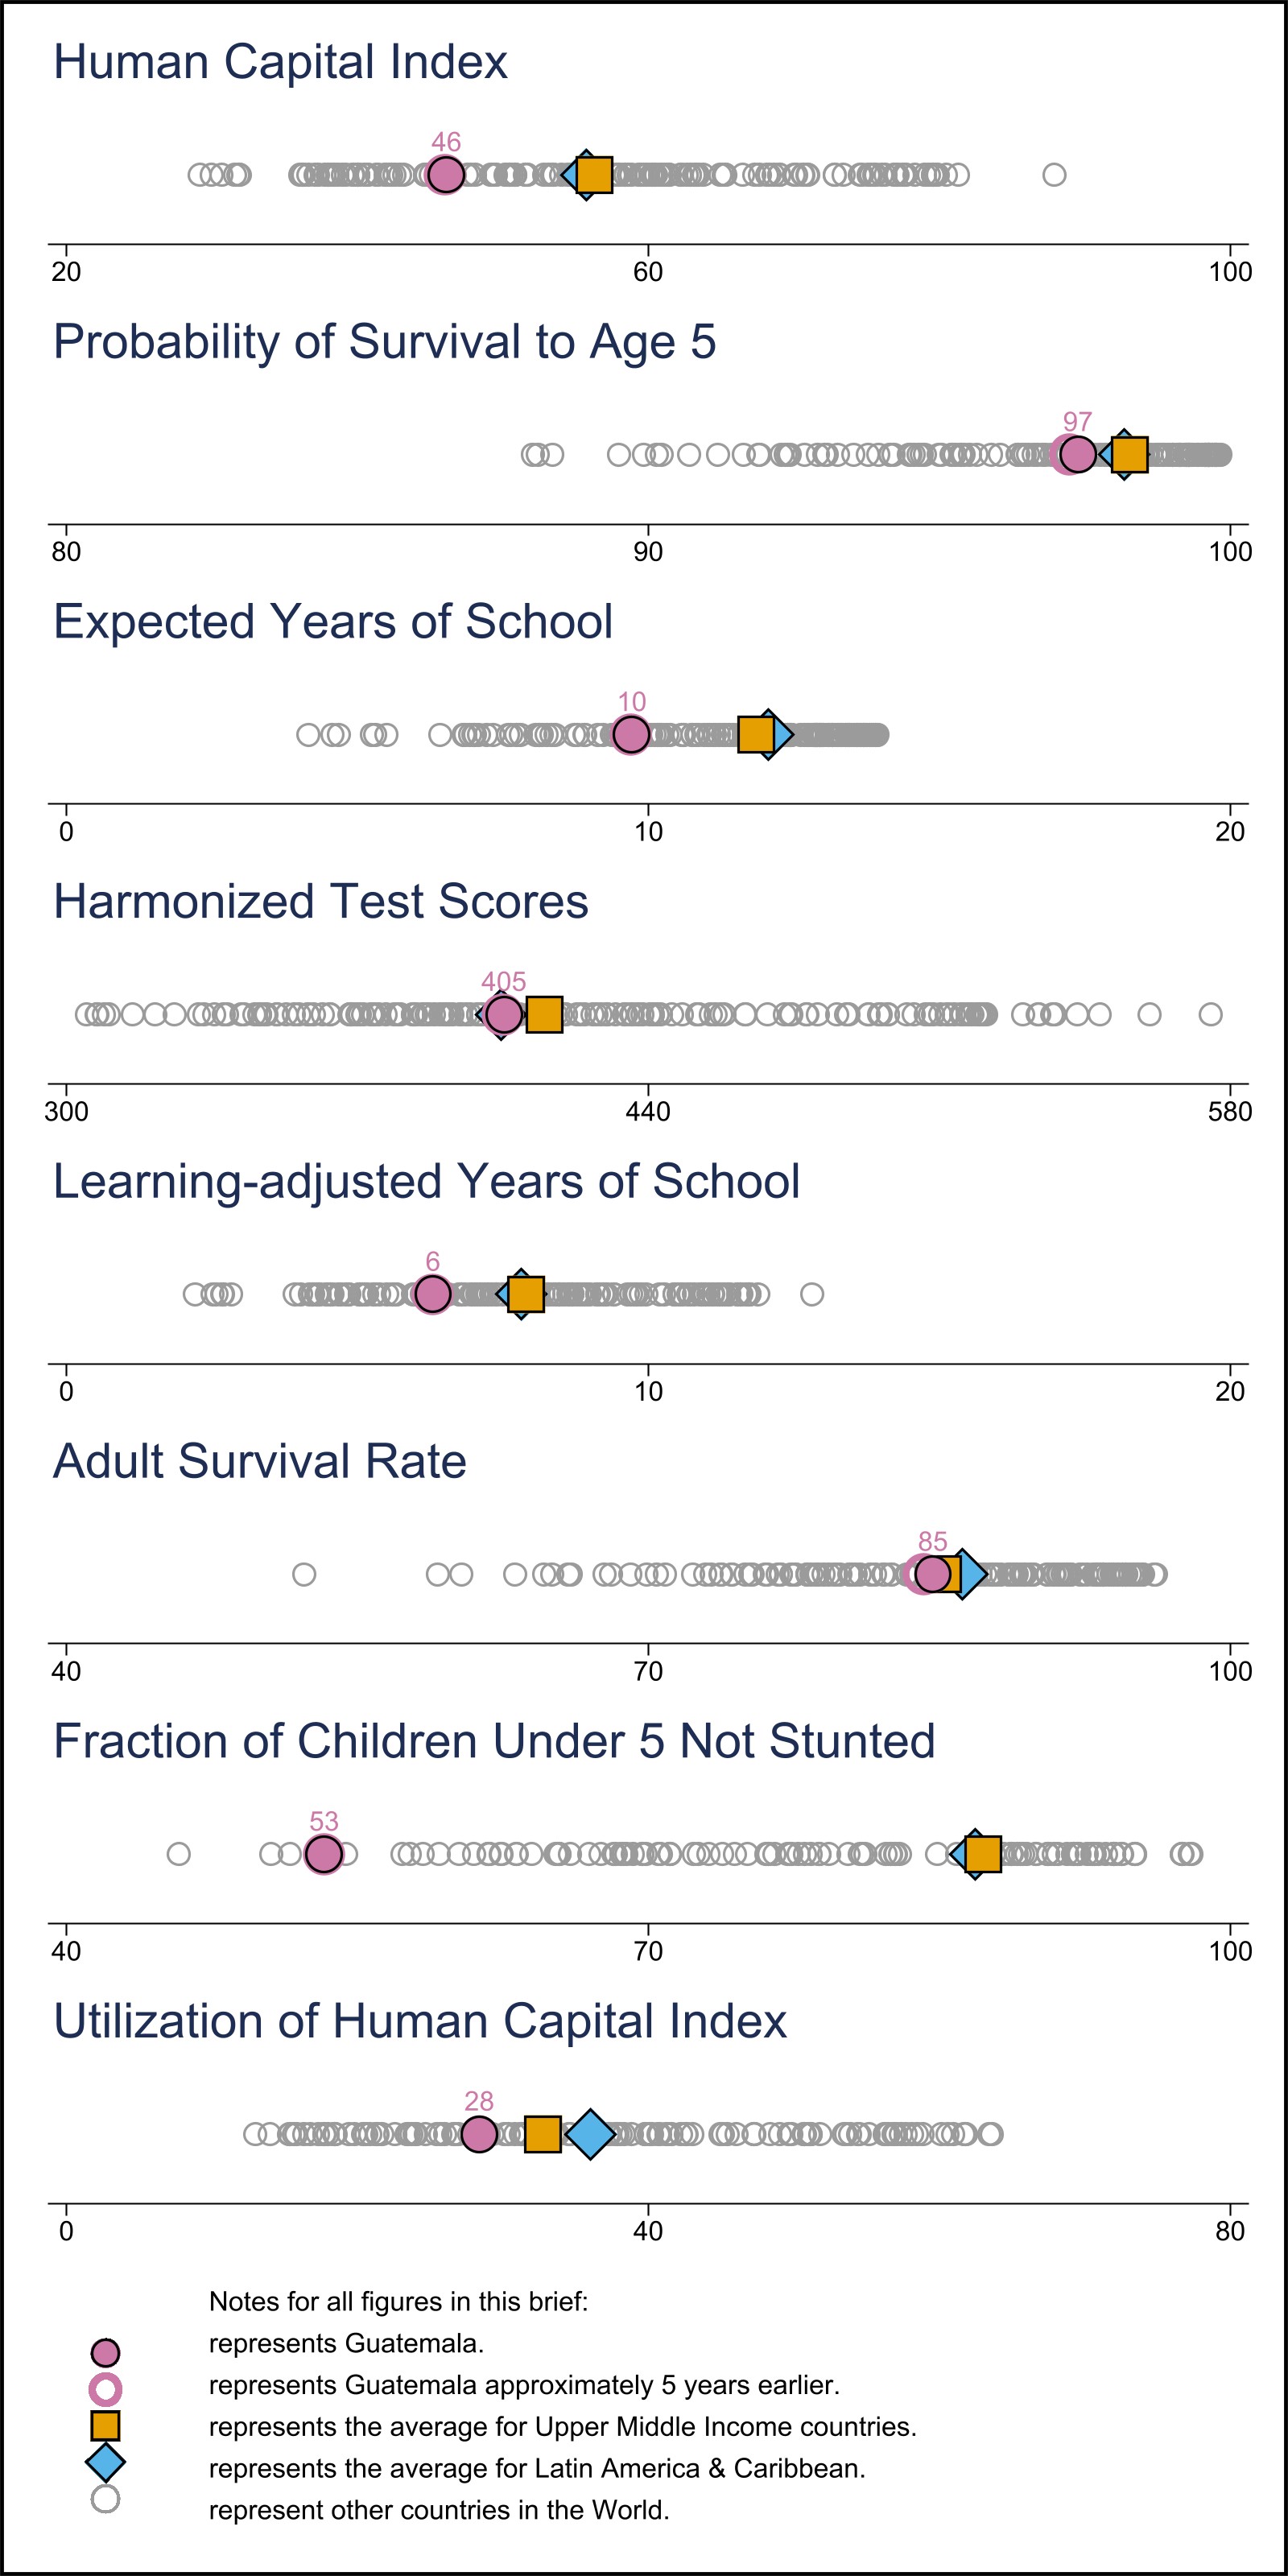 Human Capital Index
46
20 60 100
Probability of Survival to Age 5
97
80 90 100
Expected Years of School
10
0 10 20
Harmonized Test Scores
405
300 440 580
Learning-adjusted Years of School
6
0 10 20
Adult Survival Rate
85
40 70 100
Fraction of Children Under 5 Not Stunted
53
40 70 100
Utilization of Human Capital Index
28
0 40 80
Notes for all figures in this brief:
represents Guatemala.
represents Guatemala approximately 5 years earlier.
represents the average for Upper Middle Income countries.
represents the average for Latin America & Caribbean.
represent other countries in the World.